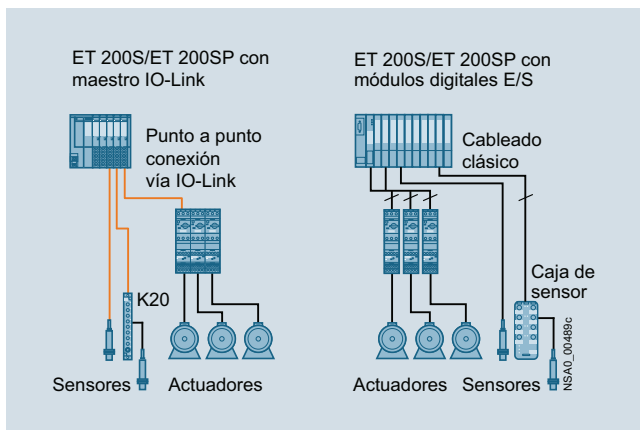 ET 200S/ET 200SP con
maestro IO-Link
Punto a punto
conexión
vía IO-Link
K20
Sensores
Actuadores
ET 200S/ET 200SP con
módulos digitales E/S
Cableado
clásico
Caja de
sensor
Actuadores
Sensores
NSA0_00489c